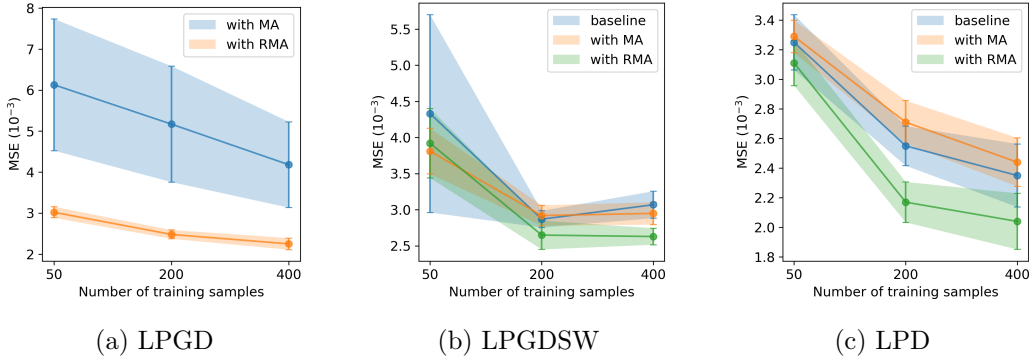 8
7
6
5
4
3
2
MSE (10⁻³)
with MA
with RMA
50
200
400
Number of training samples
(a) LPGD
5.5
5.0
4.5
4.0
3.5
3.0
2.5
MSE (10⁻³)
baseline
with MA
with RMA
50
200
400
Number of training samples
(b) LPGDSW
3.4
3.2
3.0
2.8
2.6
2.4
2.2
2.0
1.8
MSE (10⁻³)
baseline
with MA
with RMA
50
200
400
Number of training samples
(c) LPD